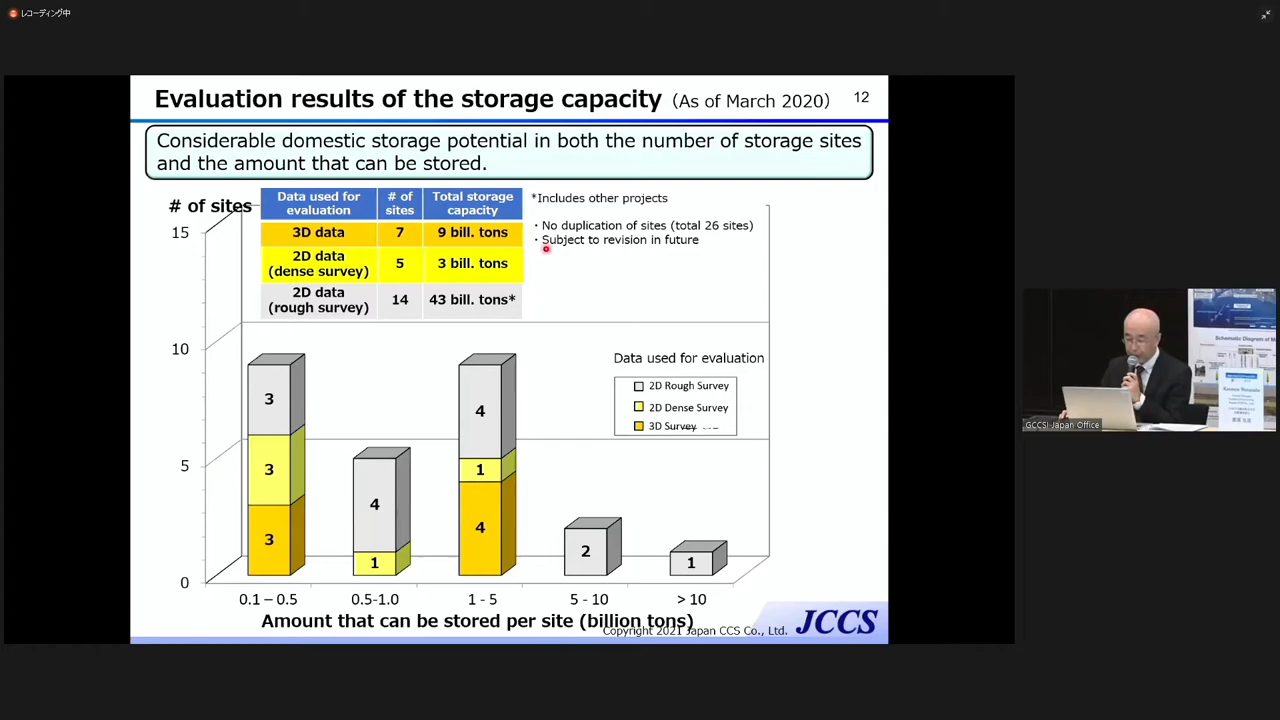 レコーディング中
Evaluation results of the storage capacity (As of March 2020)
12
Considerable domestic storage potential in both the number of storage sites
and the amount that can be stored.
# of sites
Data used for evaluation
# of sites
Total storage capacity
3D data
7
9 bill. tons
2D data (dense survey)
5
3 bill. tons
2D data (rough survey)
14
43 bill. tons*
*Includes other projects
・No duplication of sites (total 26 sites)
・Subject to revision in future
15
10
5
0
Data used for evaluation
2D Rough Survey
2D Dense Survey
3D Survey
3
3
3
4
1
4
1
4
2
1
0.1 – 0.5
0.5-1.0
1 - 5
5 - 10
> 10
Amount that can be stored per site (billion tons)
Copyright 2021 Japan CCS Co., Ltd.
JCCS
Schematic Diagram of
GCCSI Japan Office